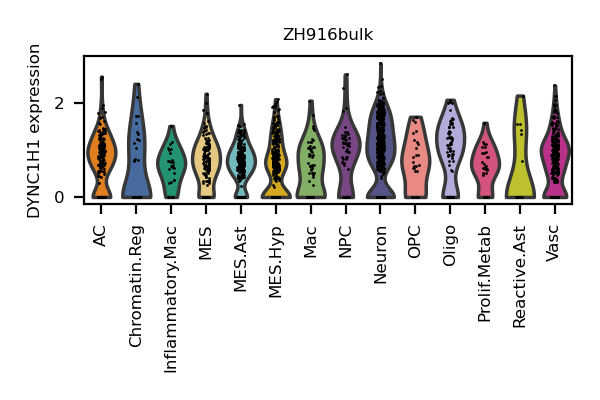 ZH916bulk
DYNC1H1 expression
2
0
AC
Chromatin.Reg
Inflammatory.Mac
MES
MES.Ast
MES.Hyp
Mac
NPC
Neuron
OPC
Oligo
Prolif.Metab
Reactive.Ast
Vasc